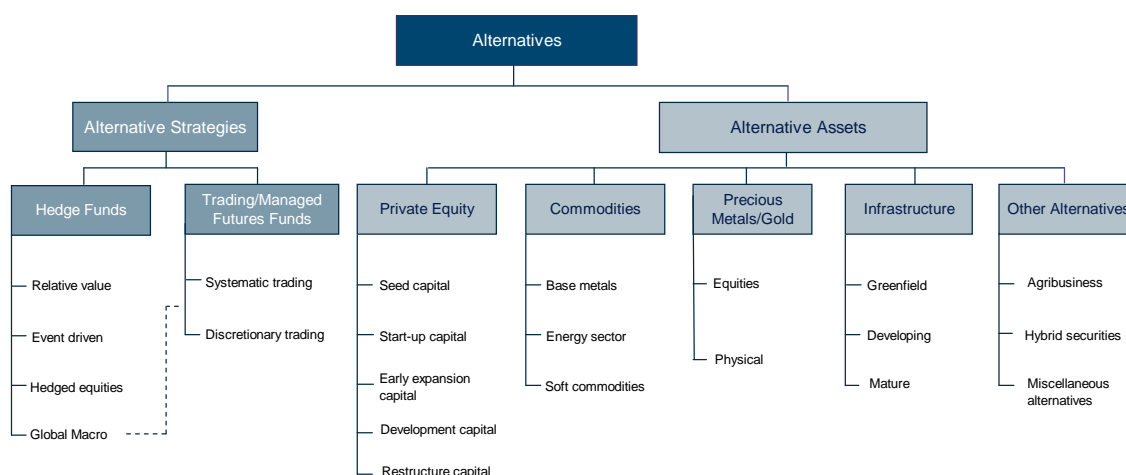 Alternatives
Alternative Strategies
Alternative Assets
Hedge Funds
Trading/Managed
Futures Funds
Private Equity
Commodities
Precious
Metals/Gold
Infrastructure
Other Alternatives
Relative value
Event driven
Hedged equities
Global Macro
Systematic trading
Discretionary trading
Seed capital
Start-up capital
Early expansion
capital
Development capital
Restructure capital
Base metals
Energy sector
Soft commodities
Equities
Physical
Greenfield
Developing
Mature
Agribusiness
Hybrid securities
Miscellaneous
alternatives